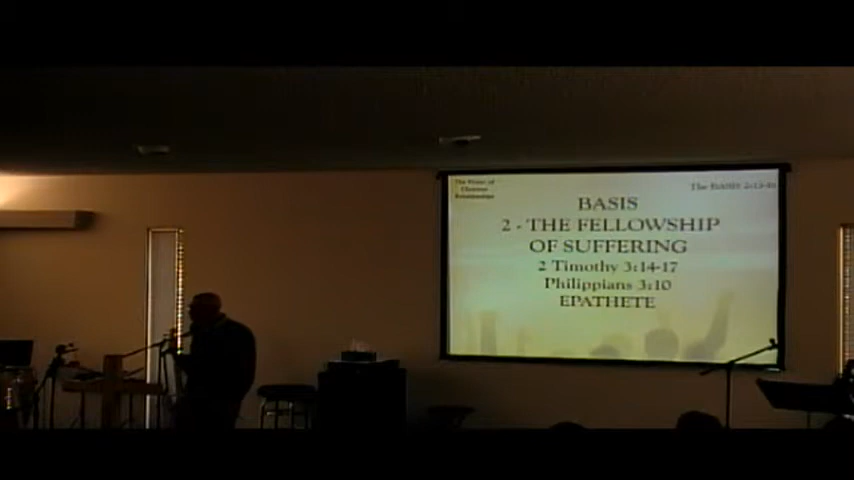 BASIS
2 - THE FELLOWSHIP
OF SUFFERING
2 Timothy 3:14-17
Philippians 3:10
EPATHETE